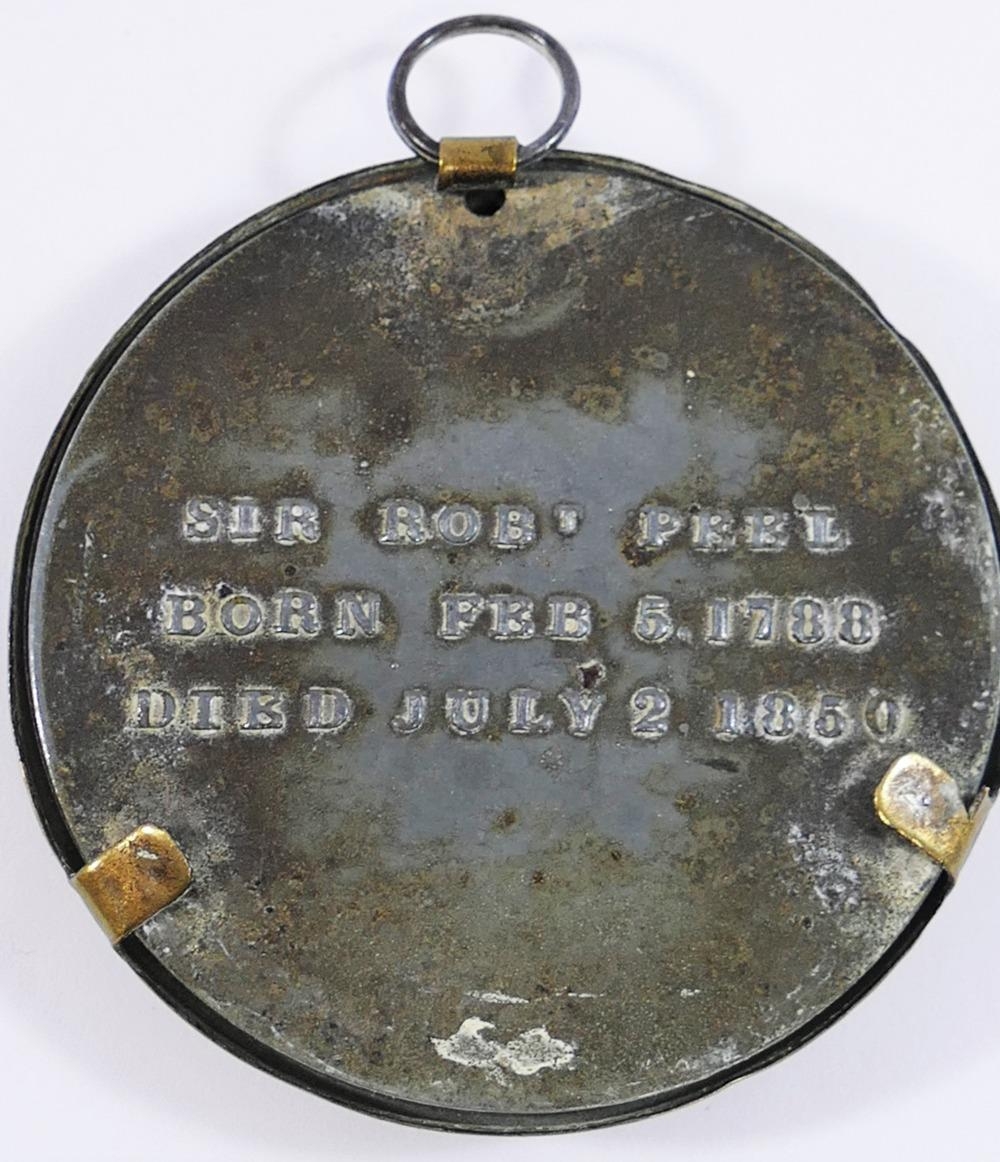 SIR ROBT PEEL
BORN FEB 5. 1788
DIED JULY 2. 1850